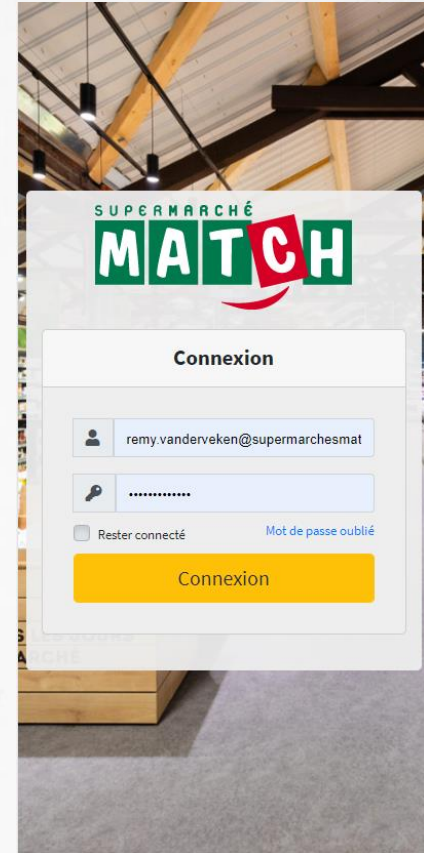 SUPERMARCHÉ
MATCH
Connexion
remy.vanderveken@supermarchesmat
•••••••••••••
Rester connecté
Mot de passe oublié
Connexion